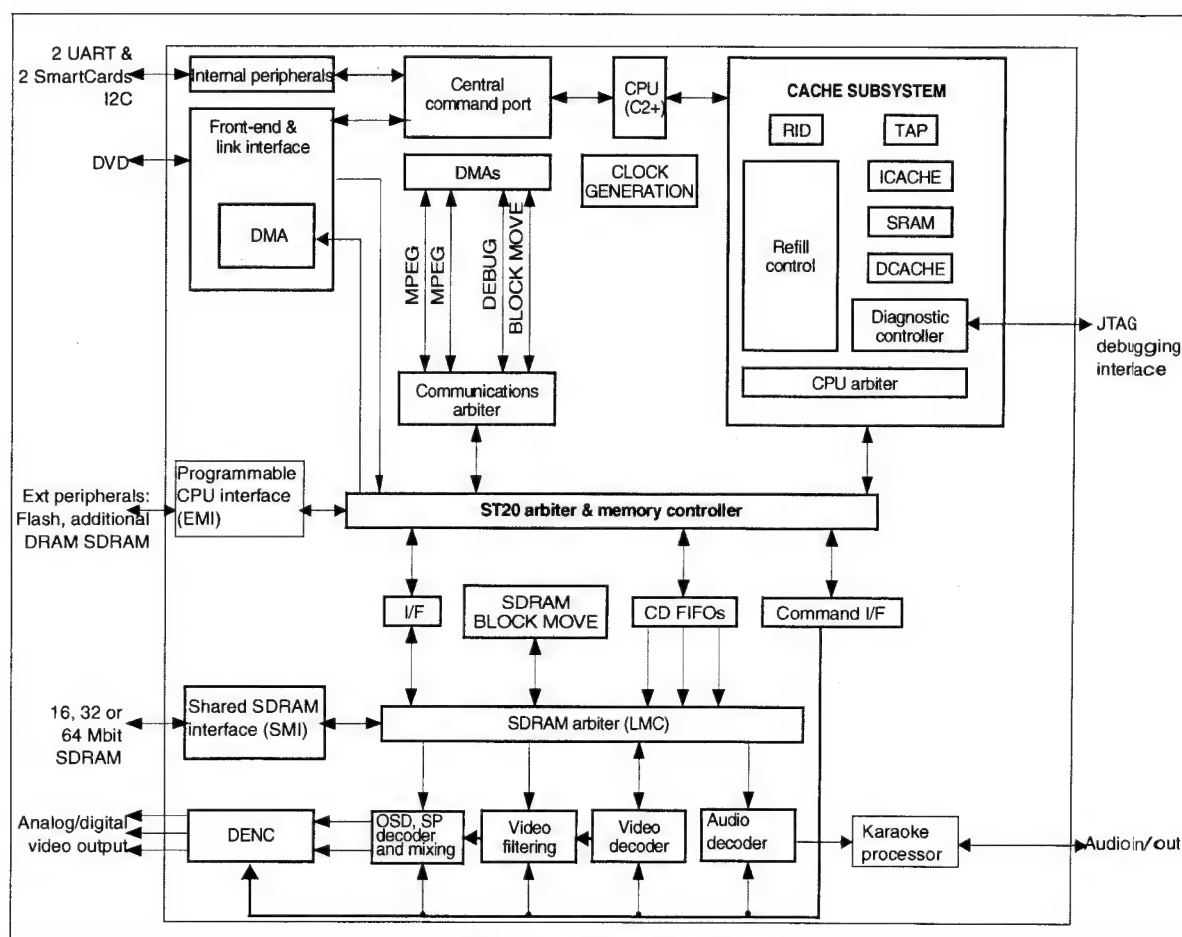 2 UART &
2 SmartCards
I2C
Internal peripherals
Central
command port
CPU
(C2+)
CACHE SUBSYSTEM
RID
TAP
Front-end &
link interface
DVD
DMA
DMAs
CLOCK
GENERATION
ICACHE
SRAM
DCACHE
Refill
control
MPEG
MPEG
DEBUG
BLOCK MOVE
Diagnostic
controller
JTAG
debugging
interface
CPU arbiter
Communications
arbiter
Ext peripherals:
Flash, additional
DRAM SDRAM
Programmable
CPU interface
(EMI)
ST20 arbiter & memory controller
I/F
SDRAM
BLOCK MOVE
CD FIFOs
Command I/F
16, 32 or
64 Mbit
SDRAM
Shared SDRAM
interface (SMI)
SDRAM arbiter (LMC)
Analog/digital
video output
DENC
OSD, SP
decoder
and mixing
Video
filtering
Video
decoder
Audio
decoder
Karaoke
processor
Audio in/out